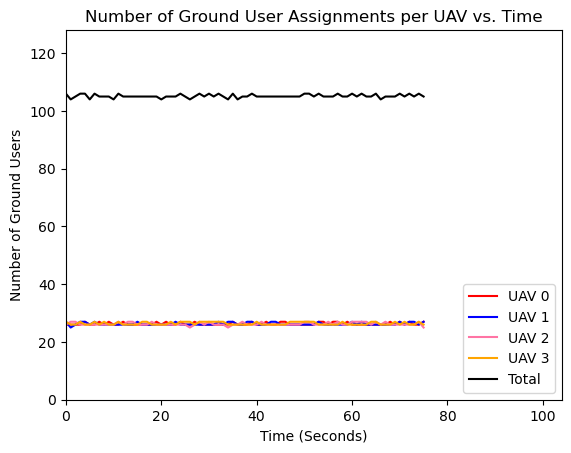 Number of Ground User Assignments per UAV vs. Time
Number of Ground Users
120
100
80
60
40
20
0
0 20 40 60 80 100
Time (Seconds)
UAV 0
UAV 1
UAV 2
UAV 3
Total